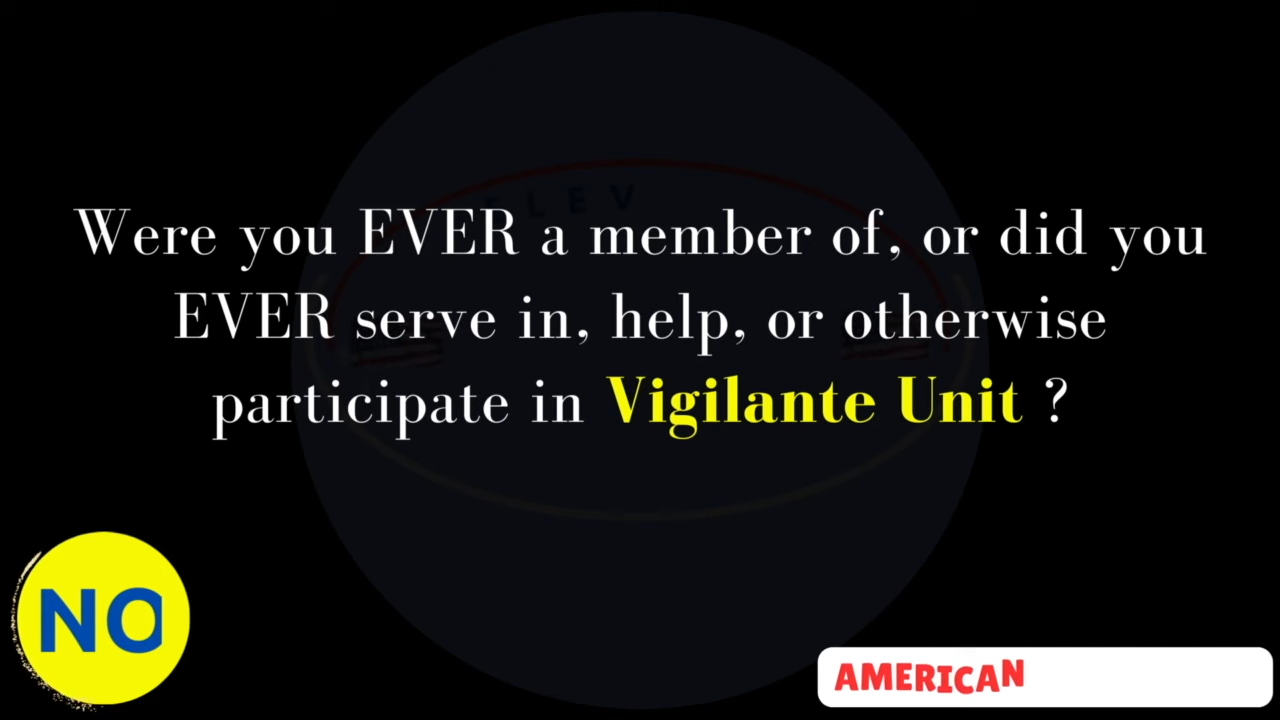 Were you EVER a member of, or did you
EVER serve in, help, or otherwise
participate in Vigilante Unit ?
NO
AMERICAN